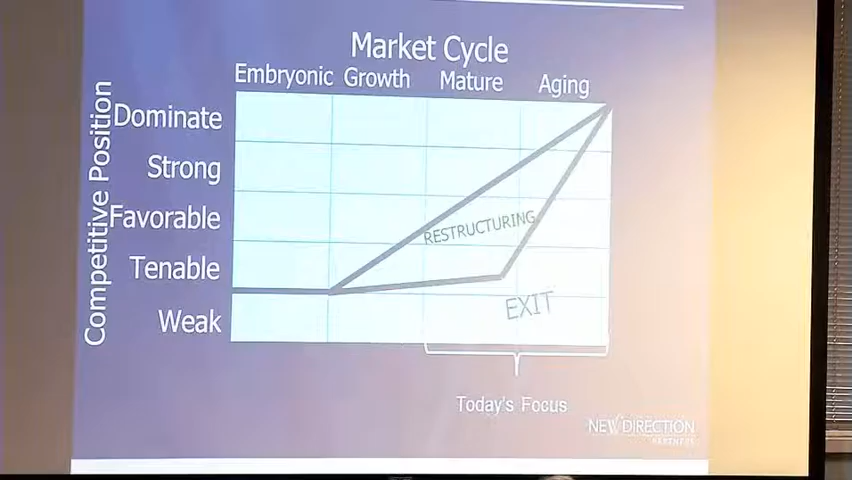 Market Cycle
Embryonic Growth Mature Aging
Competitive Position
Dominate
Strong
Favorable
Tenable
Weak
RESTRUCTURING
EXIT
Today's Focus
NEW DIRECTION
PARTNERS